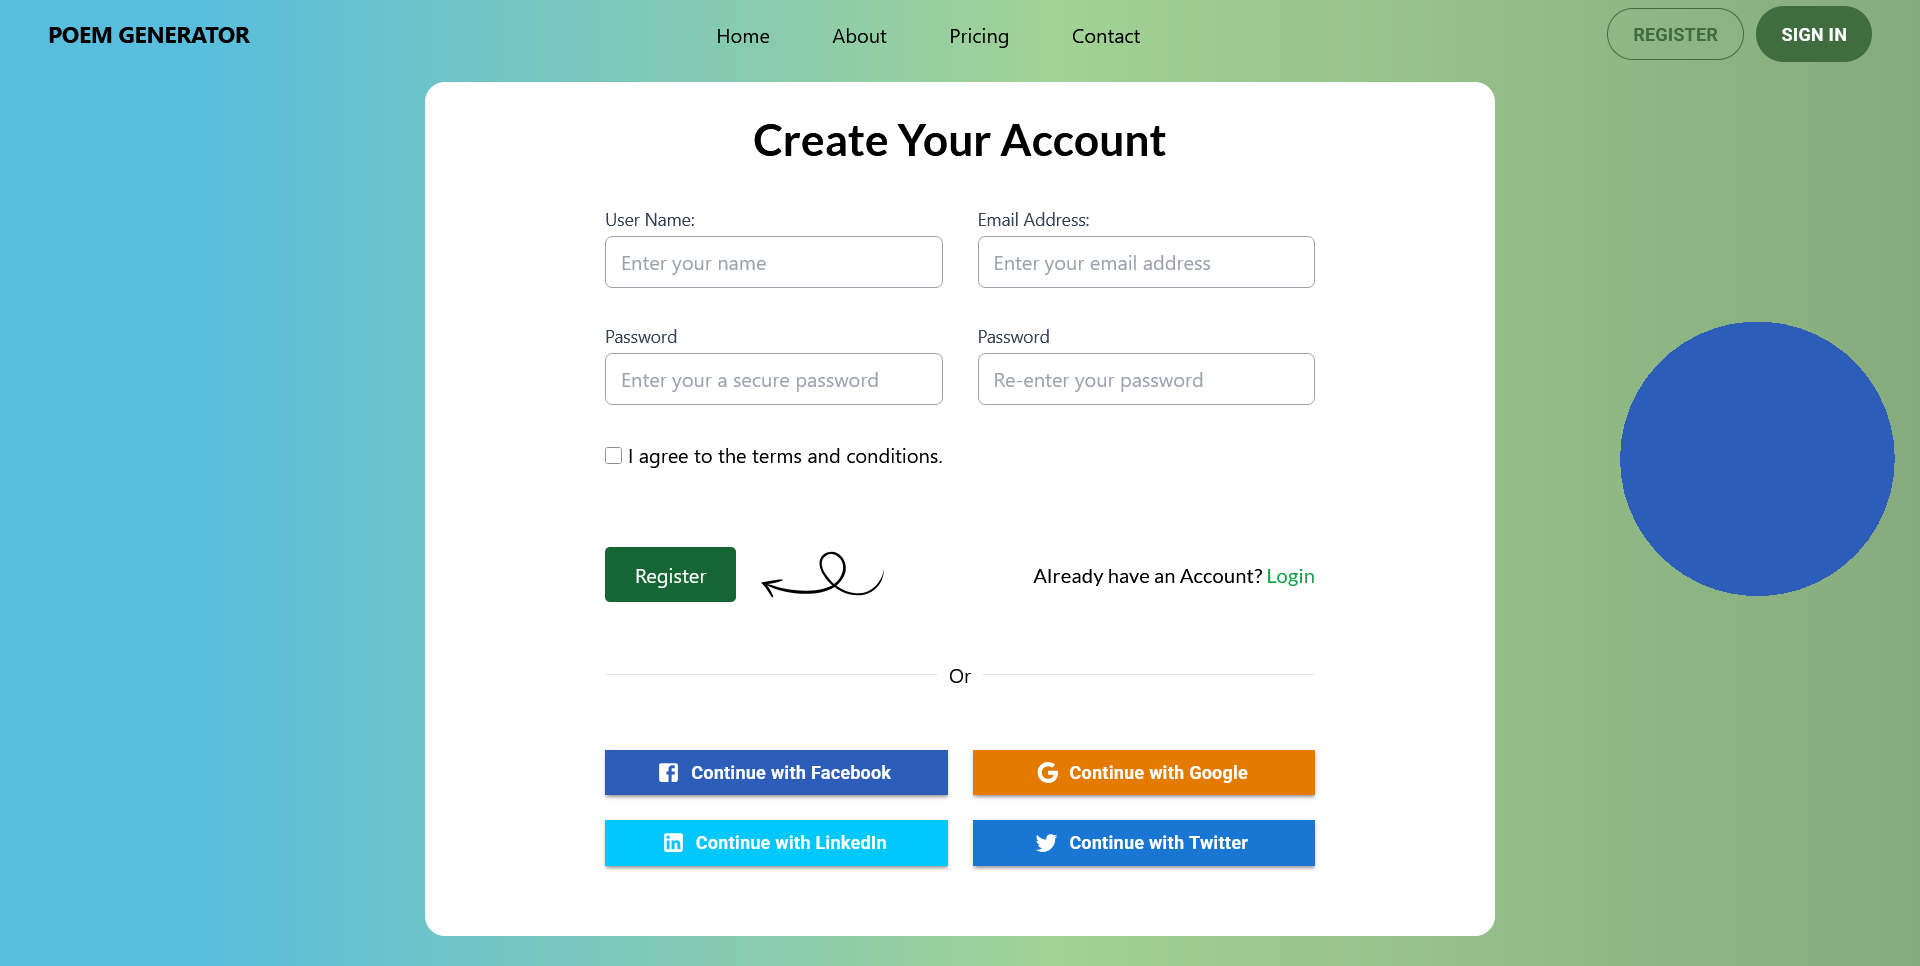 POEM GENERATOR
Home
About
Pricing
Contact
REGISTER
SIGN IN
Create Your Account
User Name:
Enter your name
Email Address:
Enter your email address
Password
Enter your a secure password
Password
Re-enter your password
I agree to the terms and conditions.
Register
Already have an Account? Login
Or
Continue with Facebook
Continue with Google
Continue with LinkedIn
Continue with Twitter